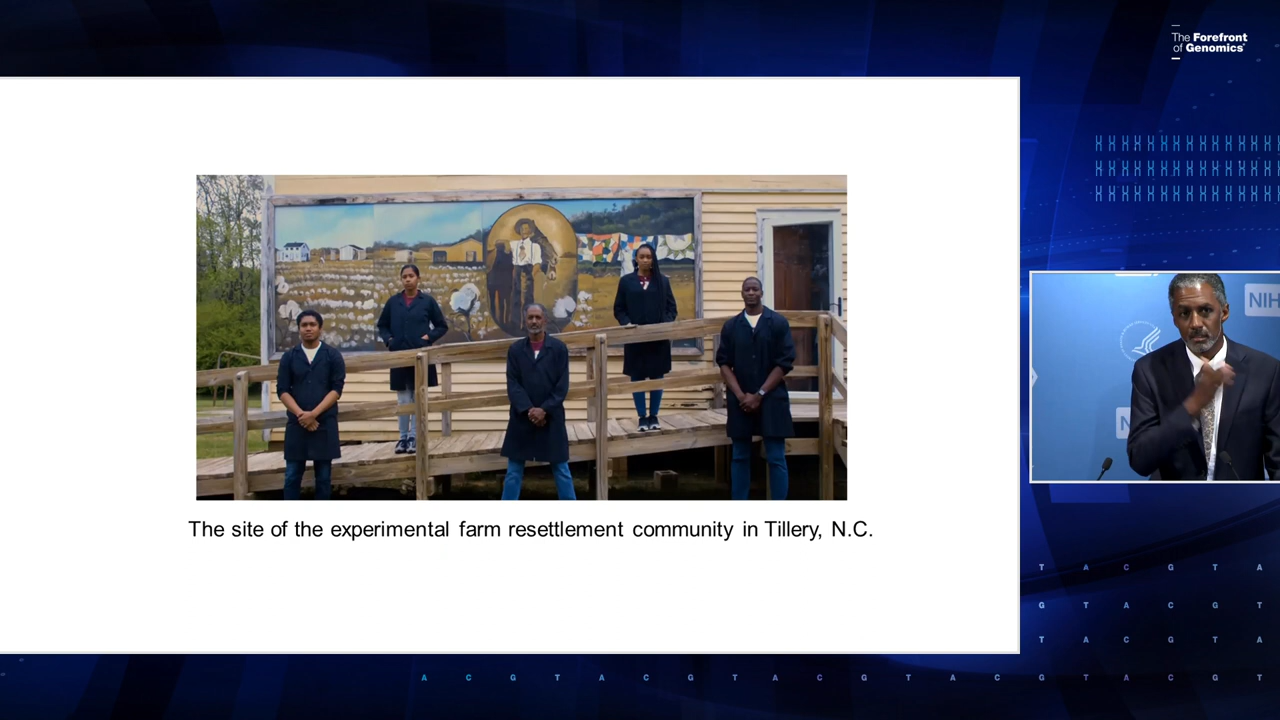 The Forefront
of Genomics®
NIH
N
The site of the experimental farm resettlement community in Tillery, N.C.
T A C G T A
G T A C G T
T A C G T A
A C G T A C G T A C G T A C G T A C G T